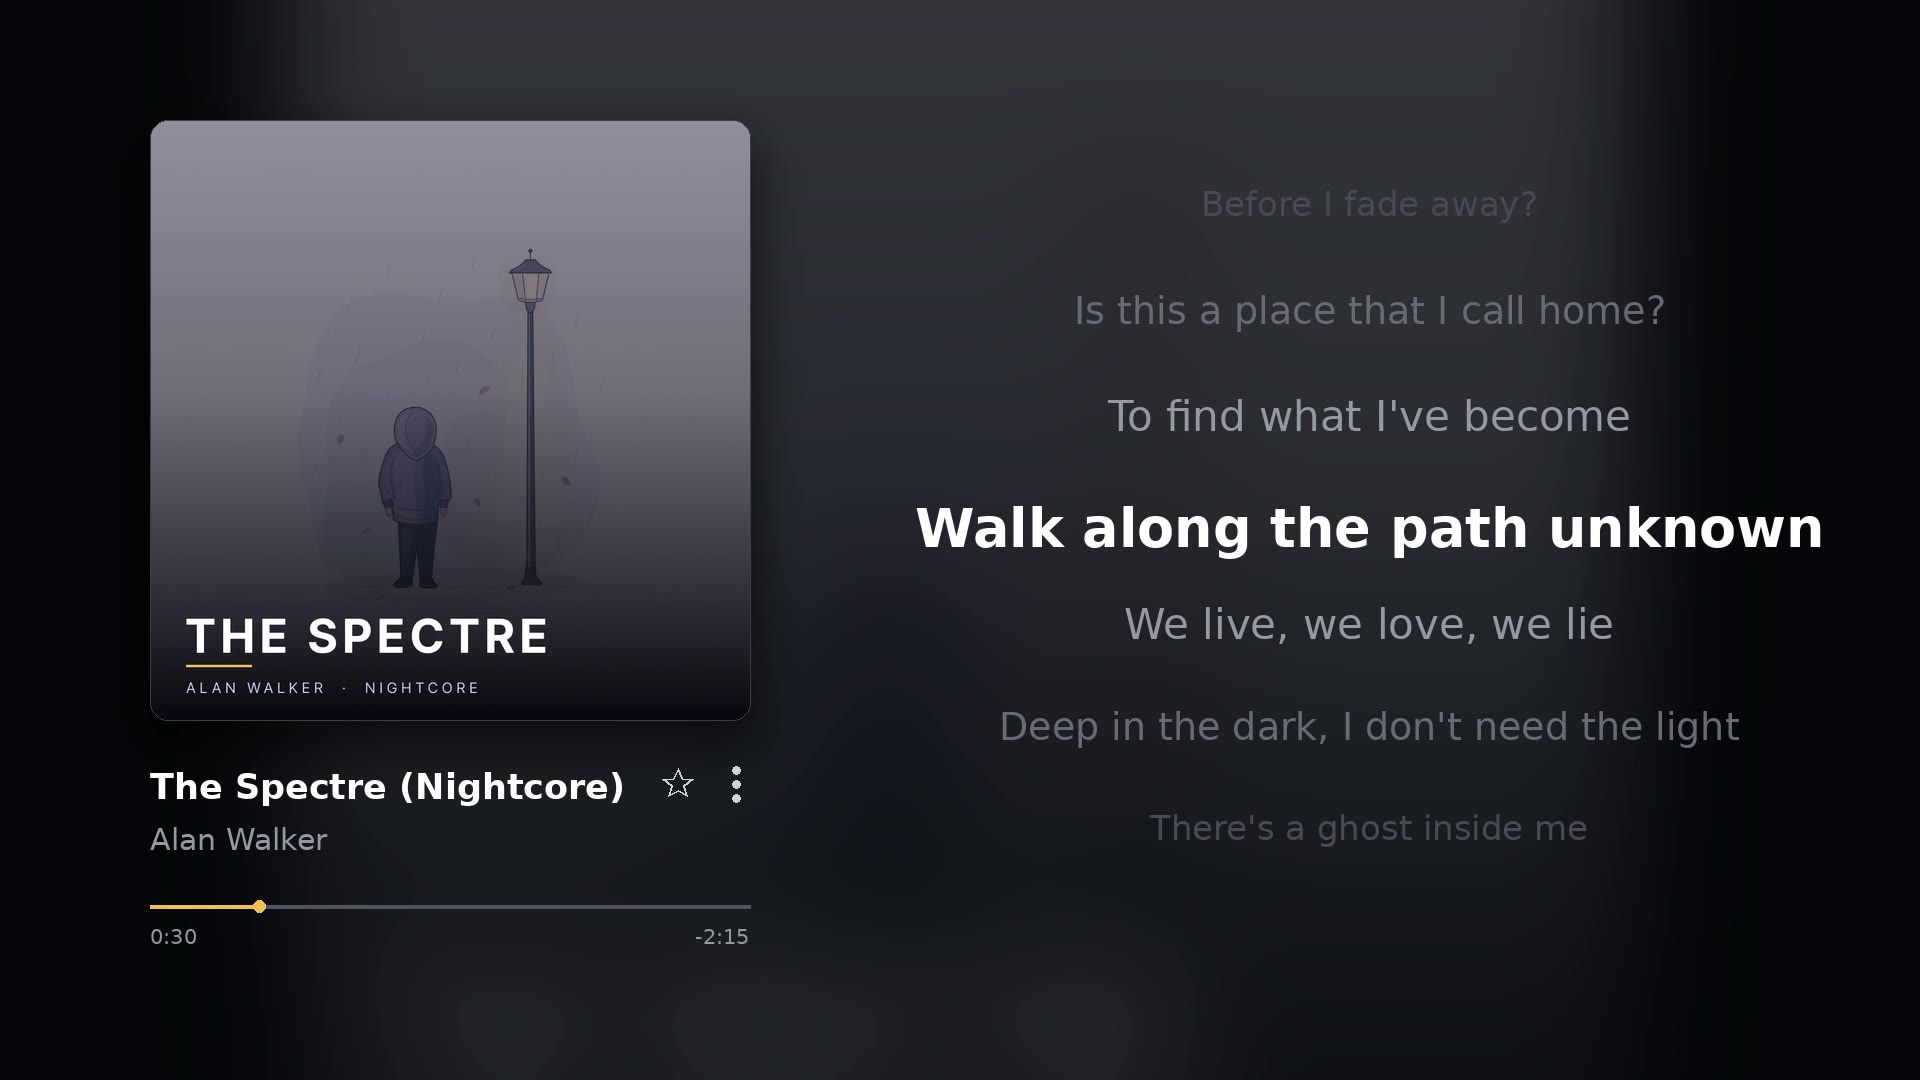 THE SPECTRE
ALAN WALKER · NIGHTCORE
The Spectre (Nightcore)
Alan Walker
0:30
-2:15
Before I fade away?
Is this a place that I call home?
To find what I've become
Walk along the path unknown
We live, we love, we lie
Deep in the dark, I don't need the light
There's a ghost inside me